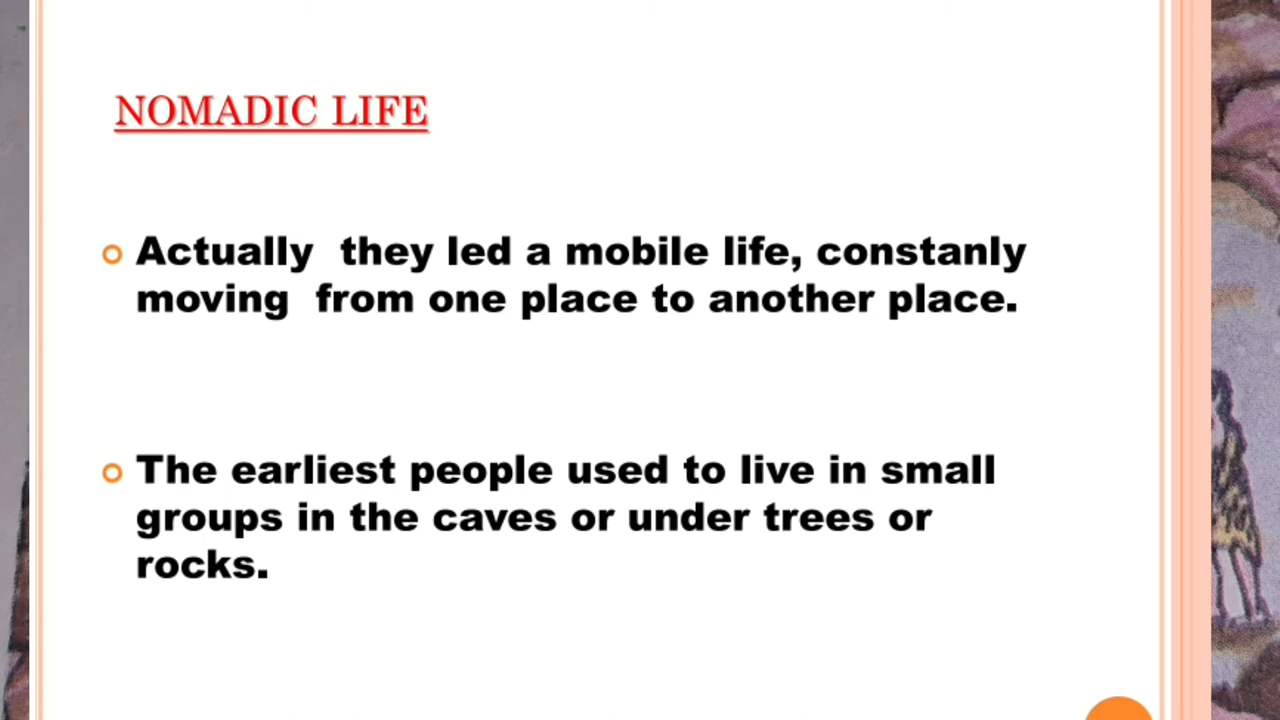 NOMADIC LIFE
Actually they led a mobile life, constanly
moving from one place to another place.
The earliest people used to live in small
groups in the caves or under trees or
rocks.